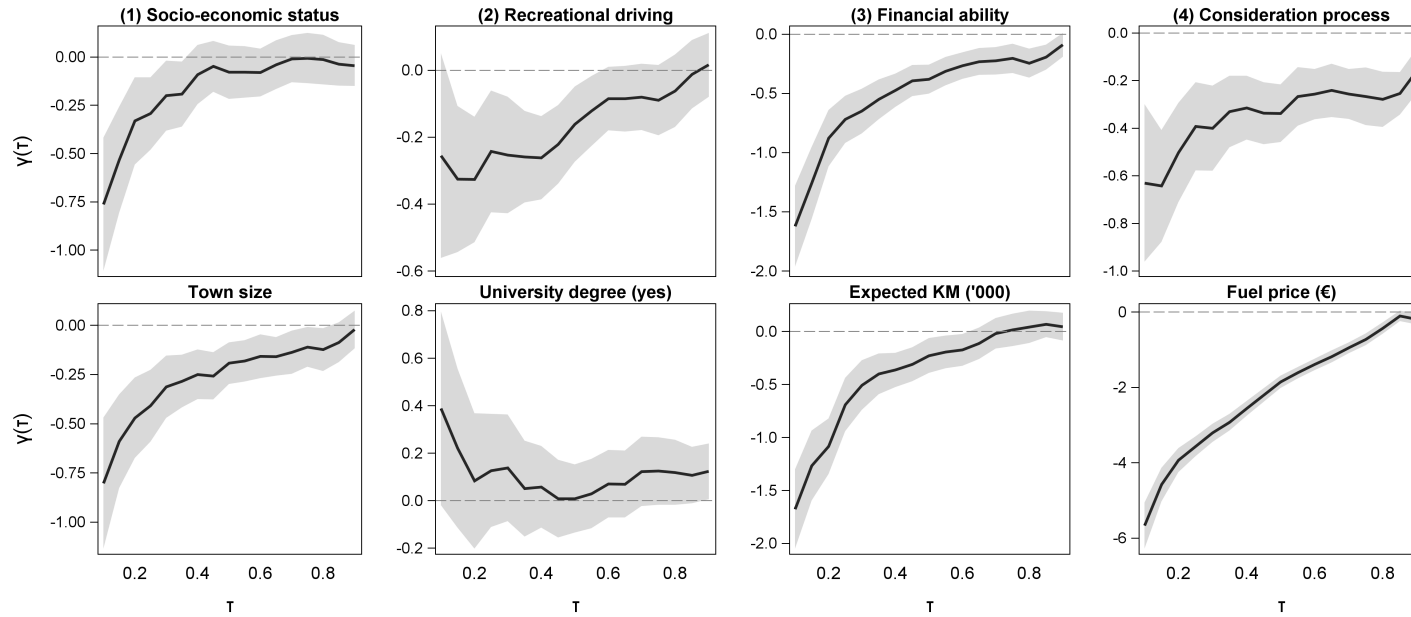 (1) Socio-economic status
(2) Recreational driving
(3) Financial ability
(4) Consideration process
γ(τ)
0.00
-0.25
-0.50
-0.75
-1.00
0.0
-0.2
-0.4
-0.6
0.0
-0.5
-1.0
-1.5
-2.0
0.0
-0.2
-0.4
-0.6
-0.8
-1.0
Town size
University degree (yes)
Expected KM ('000)
Fuel price (€)
γ(τ)
0.00
-0.25
-0.50
-0.75
-1.00
0.8
0.6
0.4
0.2
0.0
-0.2
0.0
-0.5
-1.0
-1.5
-2.0
0
-2
-4
-6
0.2 0.4 0.6 0.8
0.2 0.4 0.6 0.8
0.2 0.4 0.6 0.8
0.2 0.4 0.6 0.8
τ
τ
τ
τ